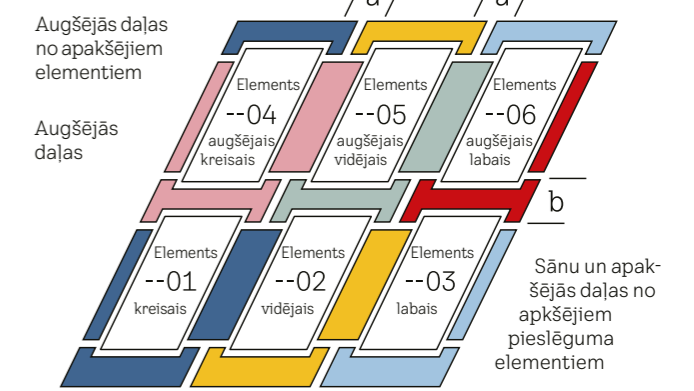 a
a
Augšējās daļas
no apakšējiem
elementiem
Augšējās
daļas
Elements
--04
augšējais
kreisais
Elements
--05
augšējais
vidējais
Elements
--06
augšējais
labais
b
Elements
--01
kreisais
Elements
--02
vidējais
Elements
--03
labais
Sānu un apak-
šējās daļas no
apkšējiem
pieslēguma
elementiem